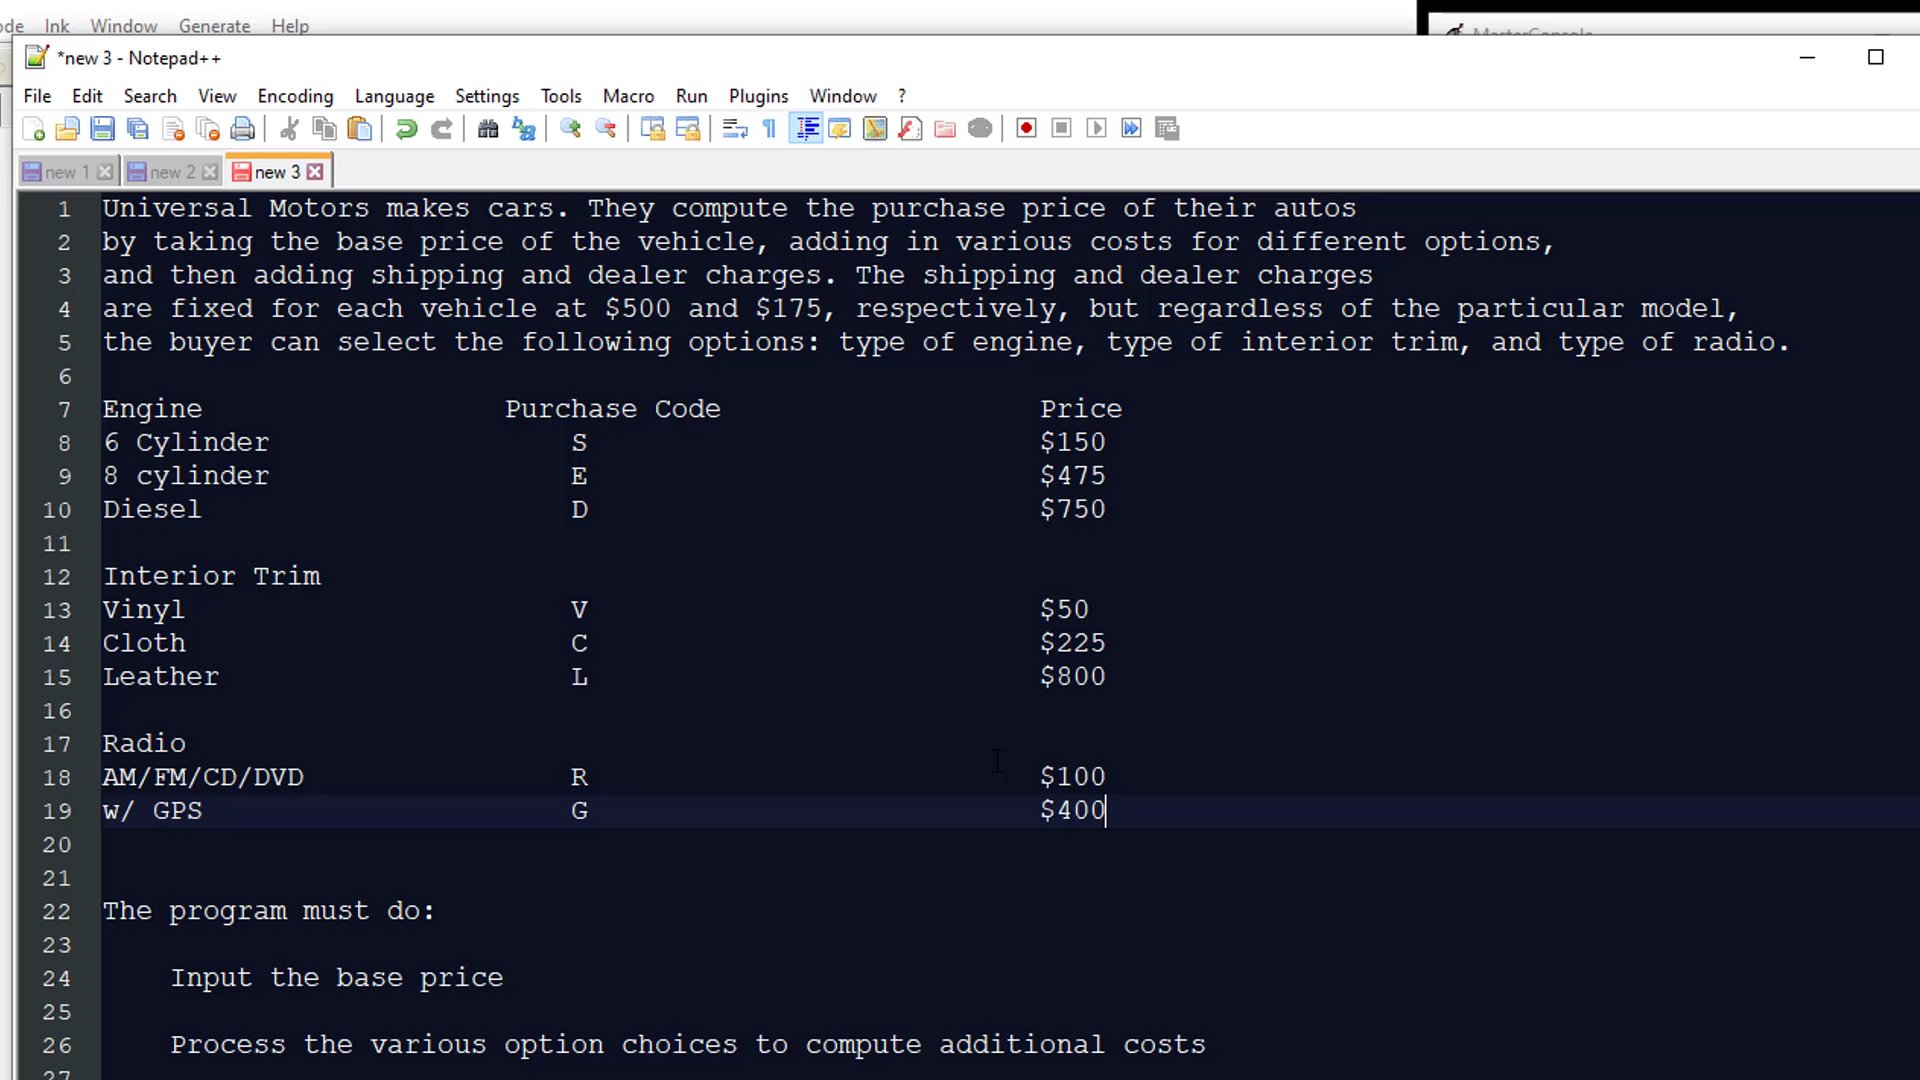 Ink Window Generate Help
*new 3 - Notepad++
File Edit Search View Encoding Language Settings Tools Macro Run Plugins Window ?
new 1 new 2 new 3
1 Universal Motors makes cars. They compute the purchase price of their autos
2 by taking the base price of the vehicle, adding in various costs for different options,
3 and then adding shipping and dealer charges. The shipping and dealer charges
4 are fixed for each vehicle at $500 and $175, respectively, but regardless of the particular model,
5 the buyer can select the following options: type of engine, type of interior trim, and type of radio.
6
7 Engine Purchase Code Price
8 6 Cylinder S $150
9 8 cylinder E $475
10 Diesel D $750
11
12 Interior Trim
13 Vinyl V $50
14 Cloth C $225
15 Leather L $800
16
17 Radio
18 AM/FM/CD/DVD R $100
19 w/ GPS G $400
20
21
22 The program must do:
23
24 Input the base price
25
26 Process the various option choices to compute additional costs
27